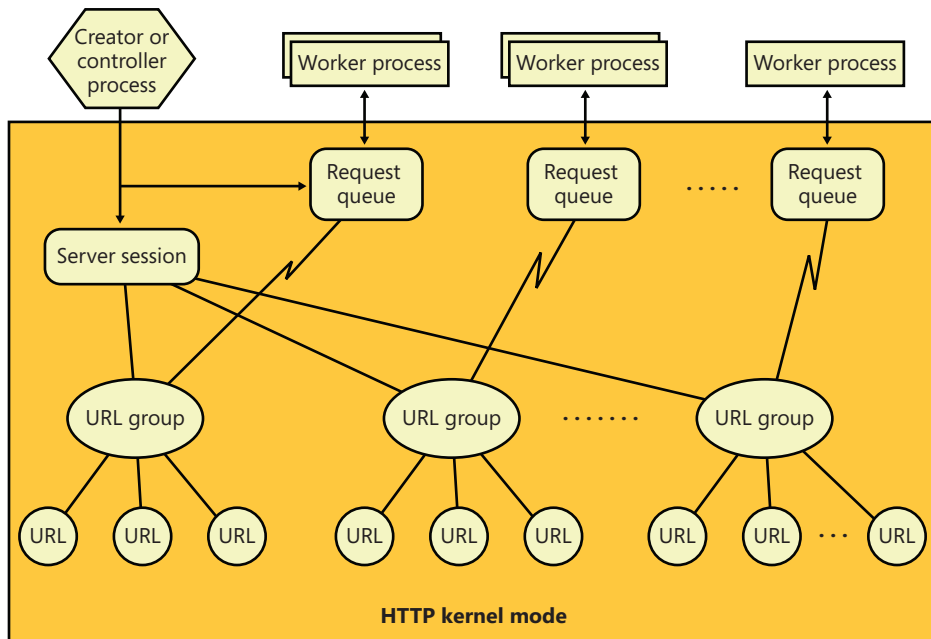 Creator or
controller
process
Worker process
Worker process
Worker process
Request
queue
Request
queue
.....
Request
queue
Server session
URL group
URL group
.......
URL group
URL
URL
URL
URL
URL
URL
URL
URL
...
URL
HTTP kernel mode